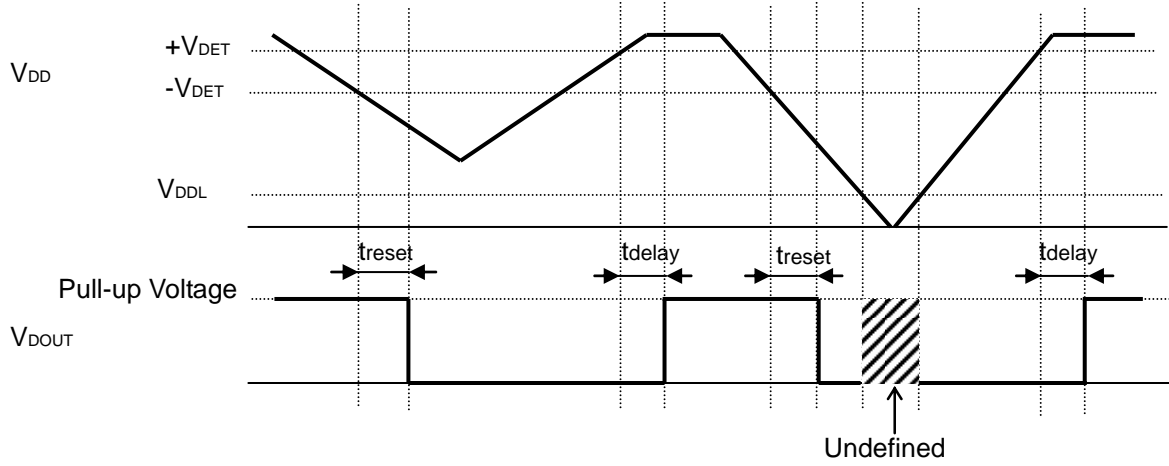 +VDET
VDD
-VDET
VDDL
treset
tdelay
treset
tdelay
Pull-up Voltage
VDOUT
Undefined